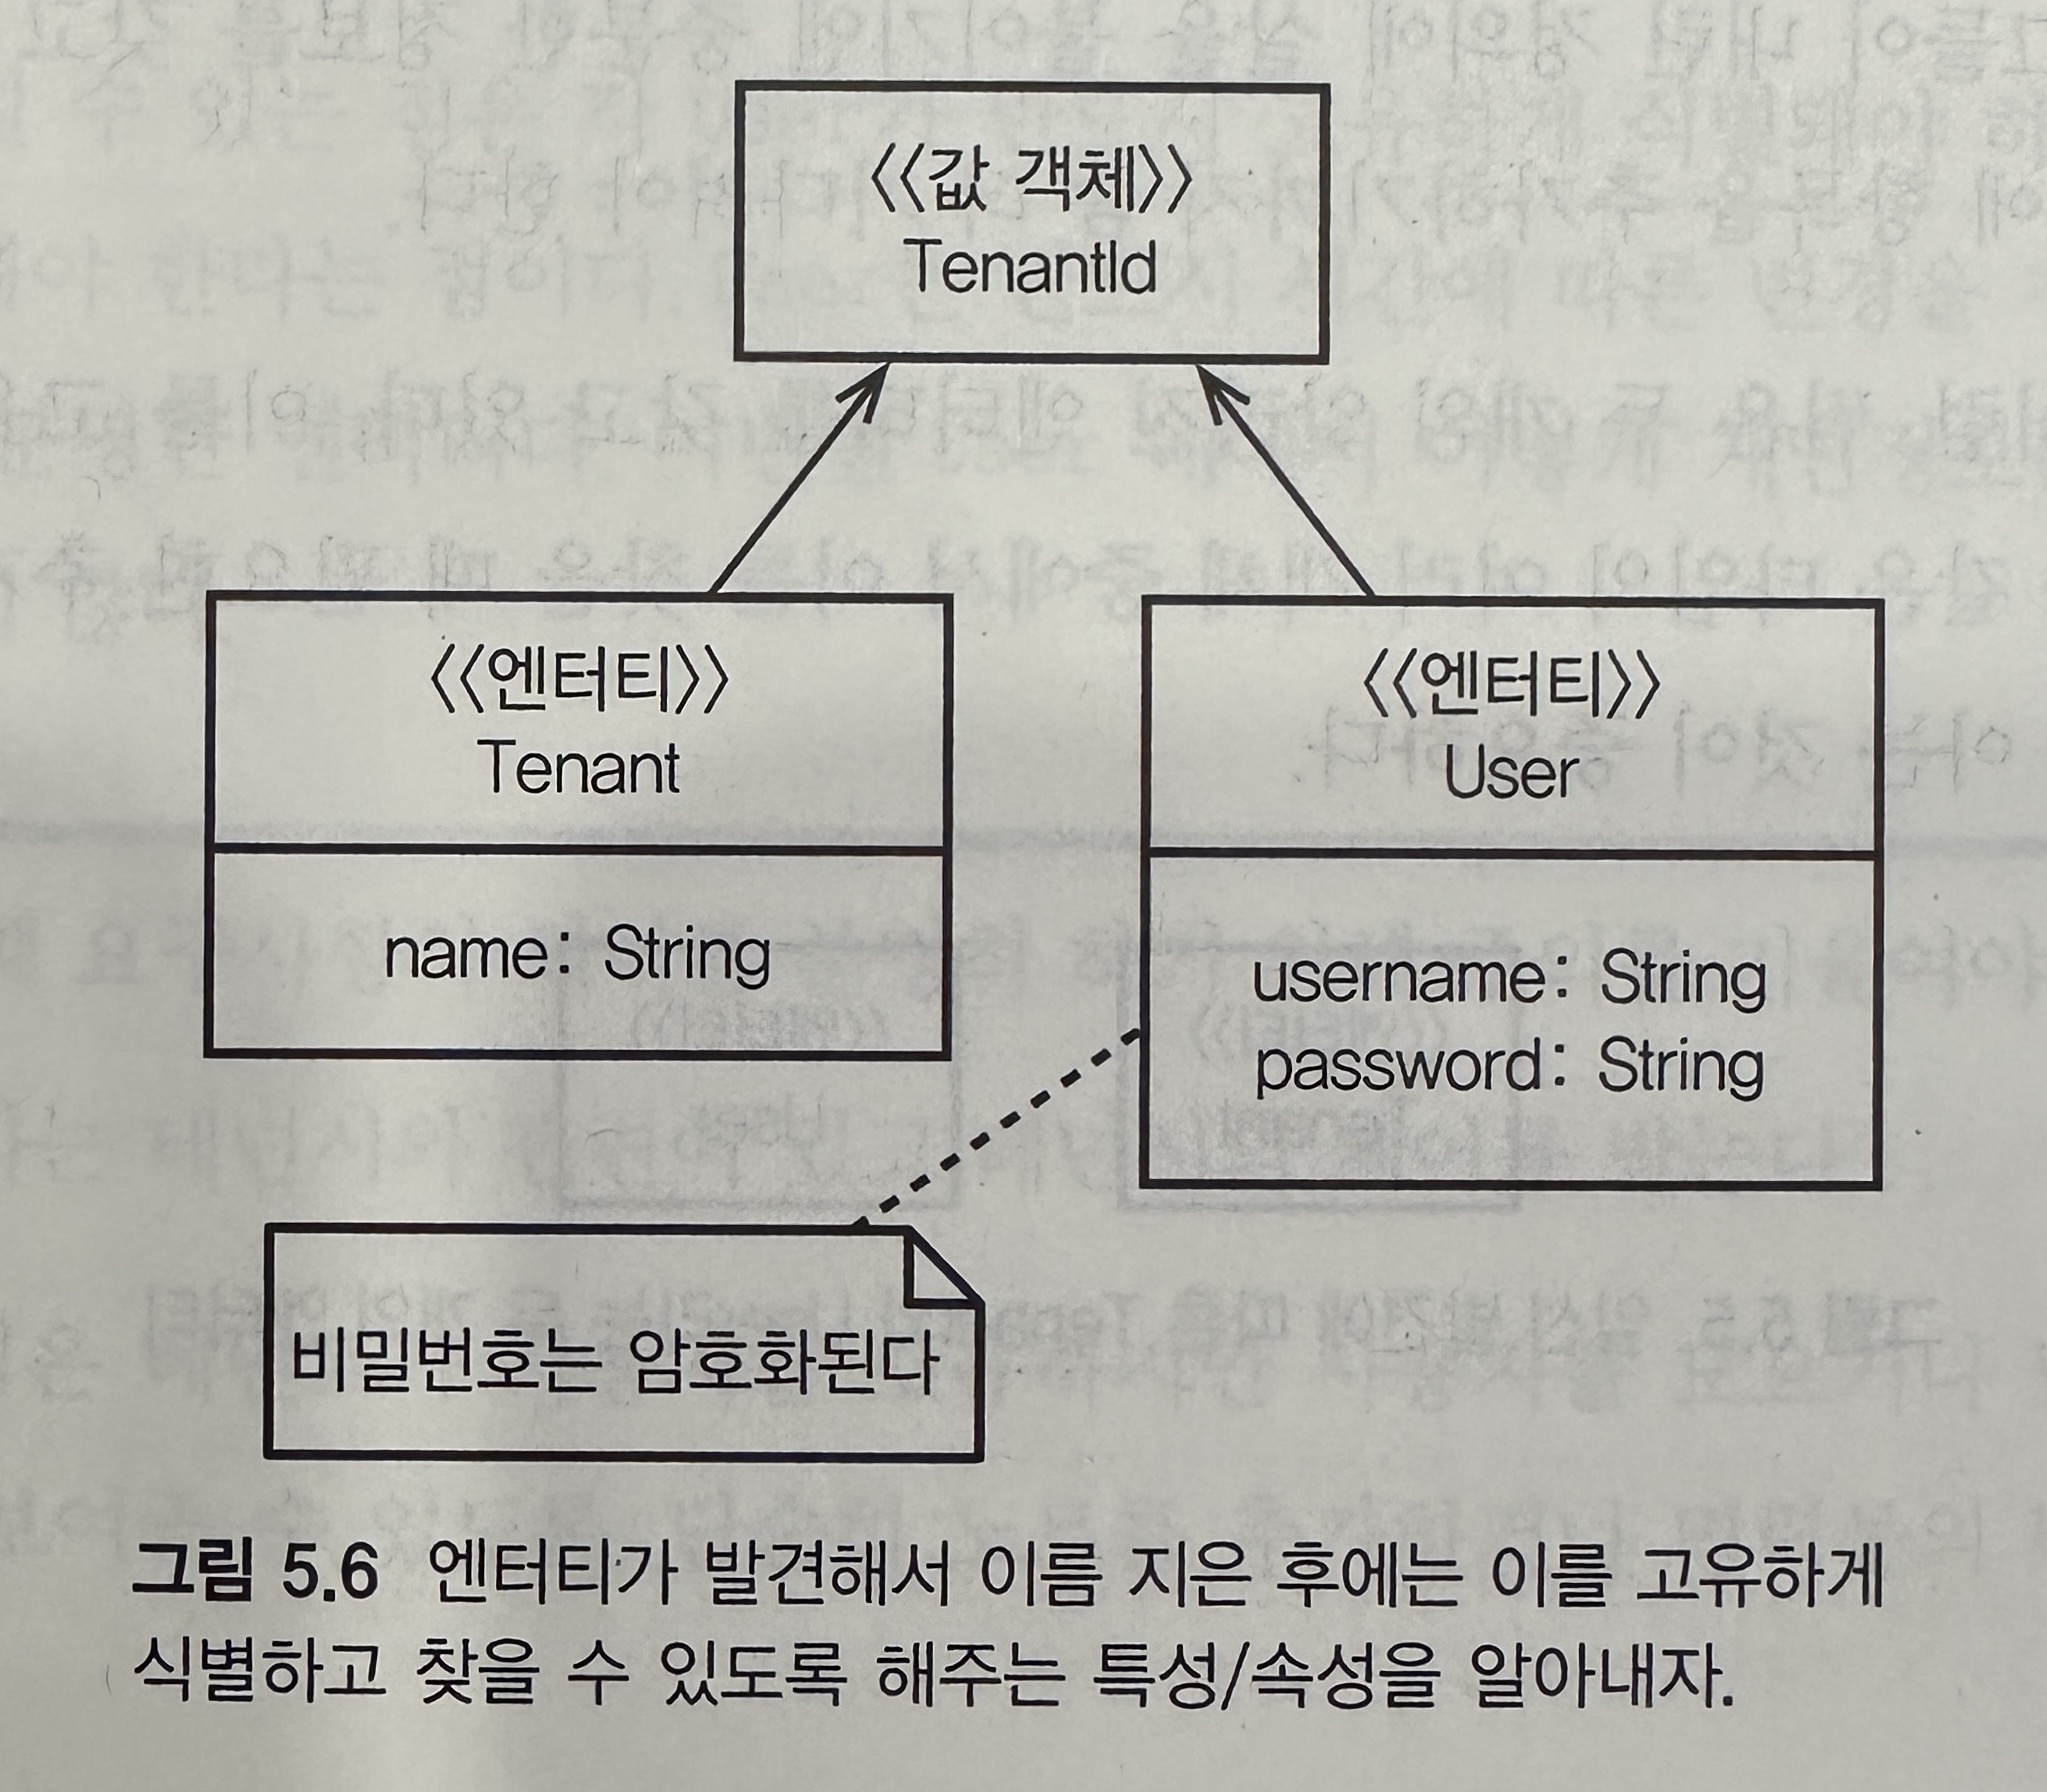 〈〈값 객체〉〉
TenantId
〈〈엔터티〉〉
Tenant
name: String
〈〈엔터티〉〉
User
username: String
password: String
비밀번호는 암호화된다
그림 5.6 엔터티가 발견해서 이름 지은 후에는 이를 고유하게
식별하고 찾을 수 있도록 해주는 특성/속성을 알아내자.